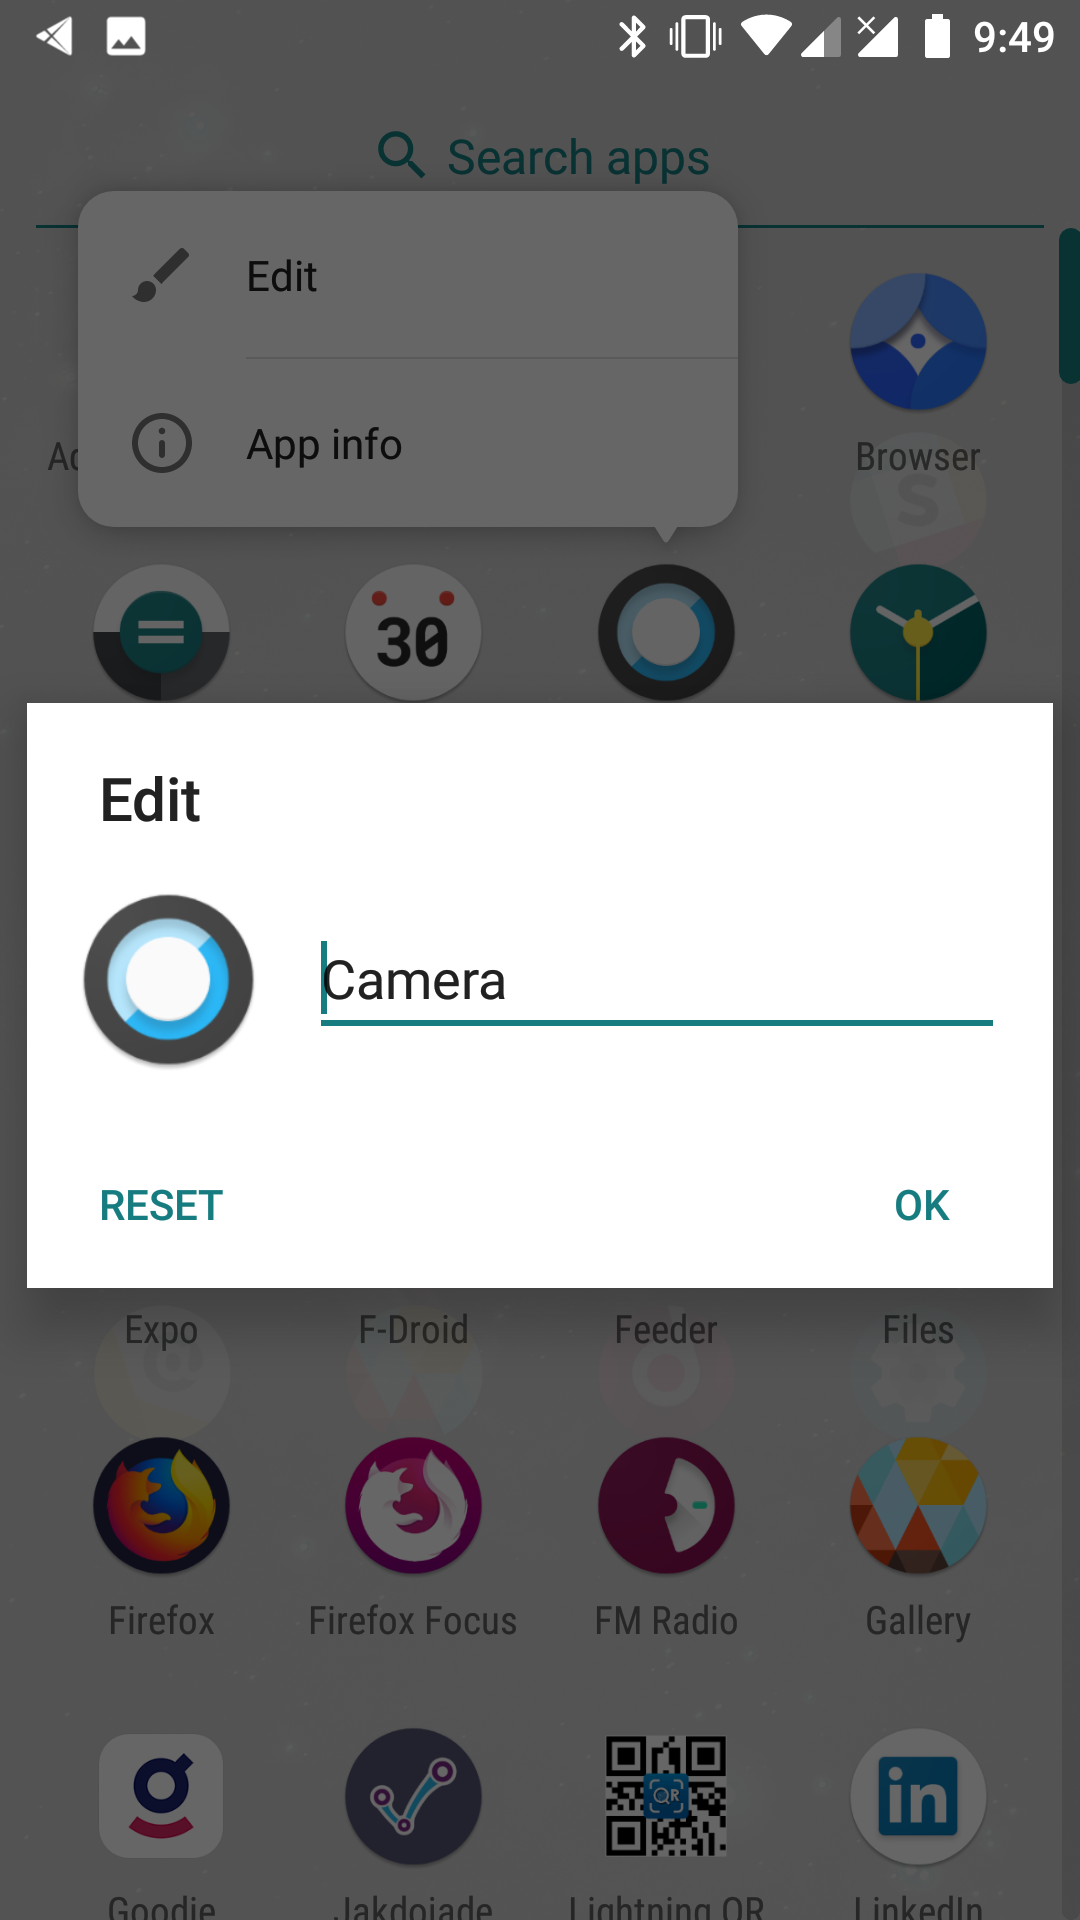 9:49
Search apps
Edit
App info
Browser
30
Edit
Camera
RESET
OK
Expo
F-Droid
Feeder
Files
Firefox
Firefox Focus
FM Radio
Gallery
QR
in
Goodie
Jakdojade
Lightning QR
LinkedIn